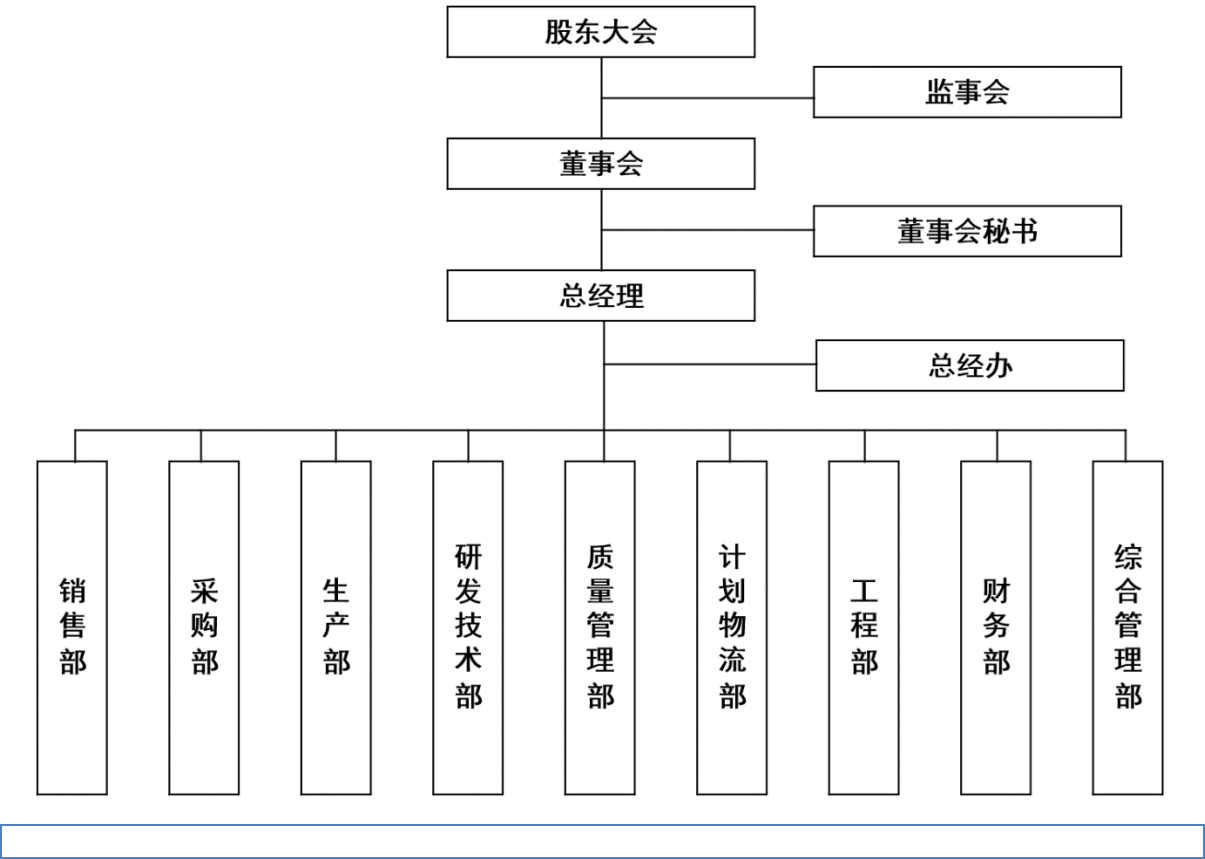 股东大会
监事会
董事会
董事会秘书
总经理
总经办
销售部
采购部
生产部
研发技术部
质量管理部
计划物流部
工程部
财务部
综合管理部